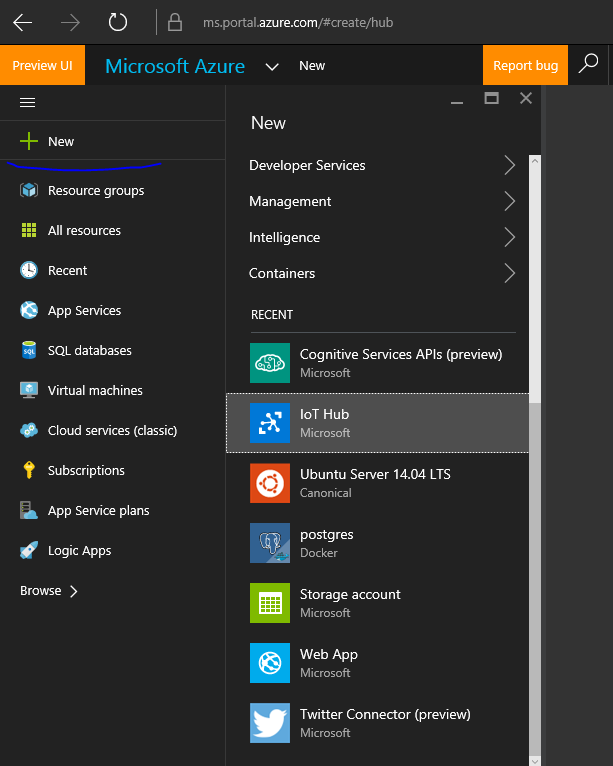 ms.portal.azure.com/#create/hub
Preview UI
Microsoft Azure
New
Report bug
New
Resource groups
All resources
Recent
App Services
SQL
SQL databases
Virtual machines
Cloud services (classic)
Subscriptions
App Service plans
Logic Apps
Browse
New
Developer Services
Management
Intelligence
Containers
RECENT
Cognitive Services APIs (preview)
Microsoft
IoT Hub
Microsoft
Ubuntu Server 14.04 LTS
Canonical
postgres
Docker
Storage account
Microsoft
Web App
Microsoft
Twitter Connector (preview)
Microsoft